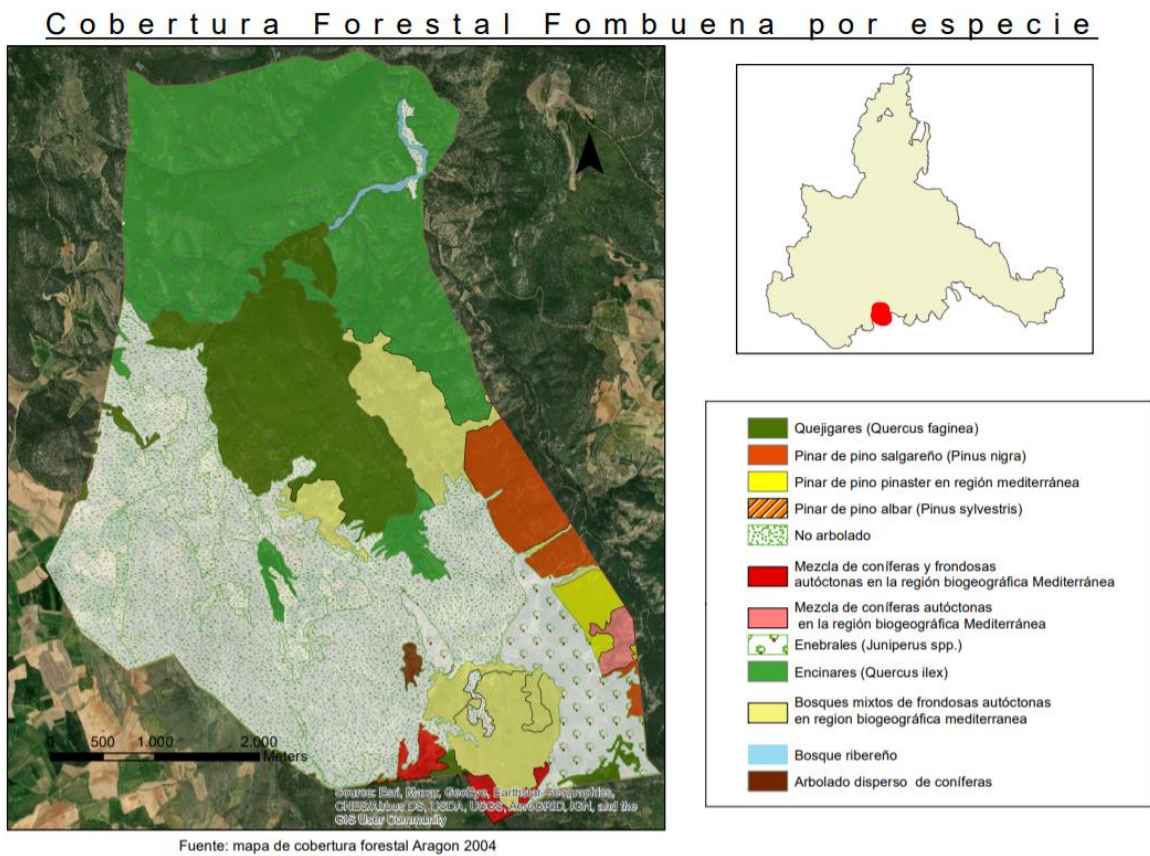 Cobertura Forestal Fombuena por especie
N
Quejigares (Quercus faginea)
Pinar de pino salgareño (Pinus nigra)
Pinar de pino pinaster en región mediterránea
Pinar de pino albar (Pinus sylvestris)
No arbolado
Mezcla de coníferas y frondosas
autóctonas en la región biogeográfica Mediterránea
Mezcla de coníferas autóctonas
en la región biogeográfica Mediterránea
Enebrales (Juniperus spp.)
Encinares (Quercus ilex)
Bosques mixtos de frondosas autóctonas
en region biogeográfica mediterranea
Bosque ribereño
Arbolado disperso de coníferas
0 500 1.000 2.000
Meters
Source: Esri, Maxar, GeoEye, Earthstar Geographics,
CNES/Airbus DS, USDA, USGS, AeroGRID, IGN, and the
GIS User Community
Fuente: mapa de cobertura forestal Aragon 2004